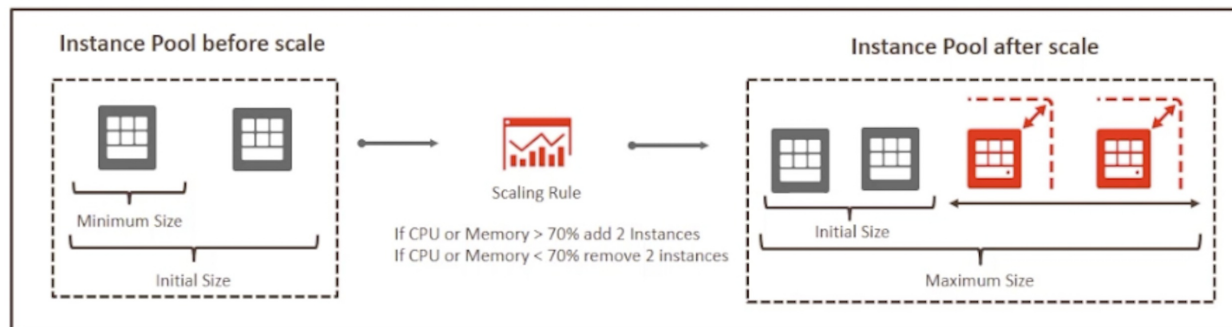 Instance Pool before scale
Instance Pool after scale
Scaling Rule
Minimum Size
Initial Size
If CPU or Memory > 70% add 2 Instances
If CPU or Memory < 70% remove 2 instances
Initial Size
Maximum Size